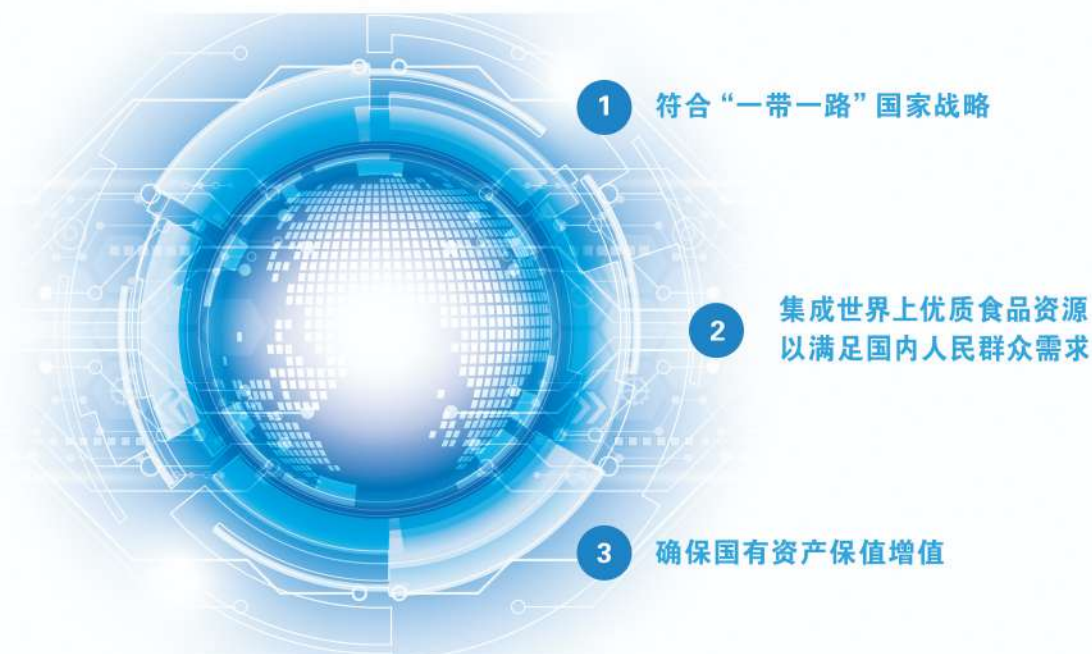 1 符合“一带一路”国家战略
2 集成世界上优质食品资源
以满足国内人民群众需求
3 确保国有资产保值增值